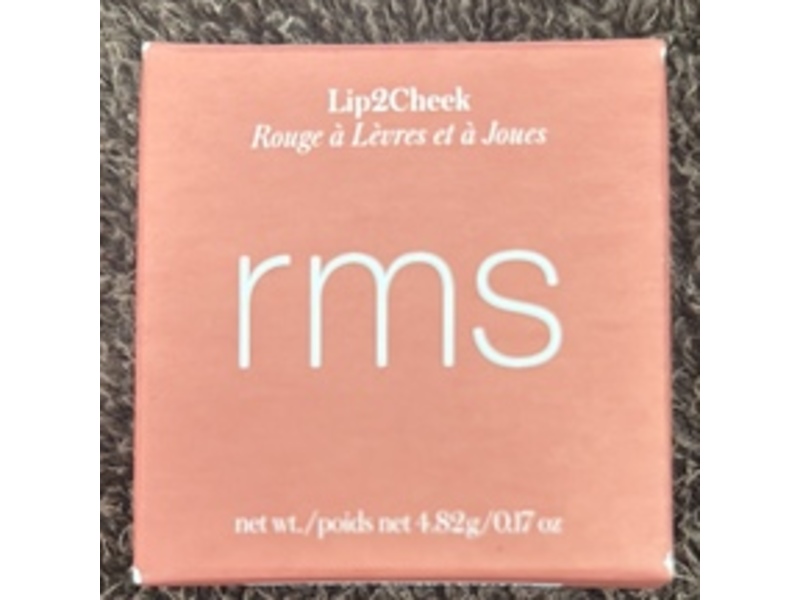 Lip2Cheek
Rouge à Lèvres et à Joues
rms
net wt./poids net 4.82g/0.17 oz